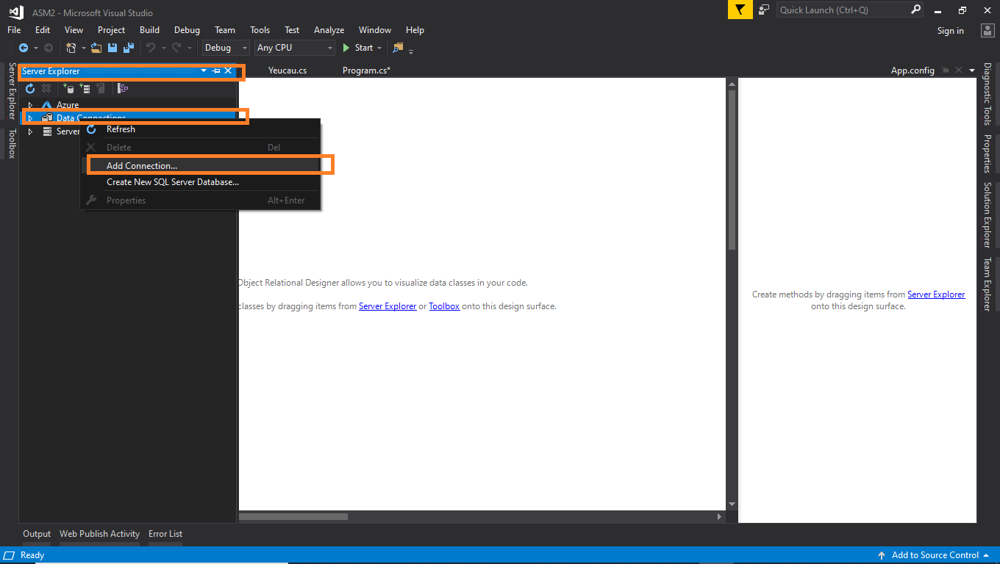 ASM2 - Microsoft Visual Studio
Quick Launch (Ctrl+Q)
File Edit View Project Build Debug Team Tools Test Analyze Window Help
Sign in
Debug Any CPU Start
Server Explorer
Toolbox
Server Explorer
Yeucau.cs Program.cs* App.config
Azure
Data Connections
Server
Refresh
Delete Del
Add Connection...
Create New SQL Server Database...
Properties Alt+Enter
Object Relational Designer allows you to visualize data classes in your code.
classes by dragging items from Server Explorer or Toolbox onto this design surface.
Create methods by dragging items from Server Explorer
onto this design surface.
Diagnostic Tools
Properties
Solution Explorer
Team Explorer
Output Web Publish Activity Error List
Ready
Add to Source Control